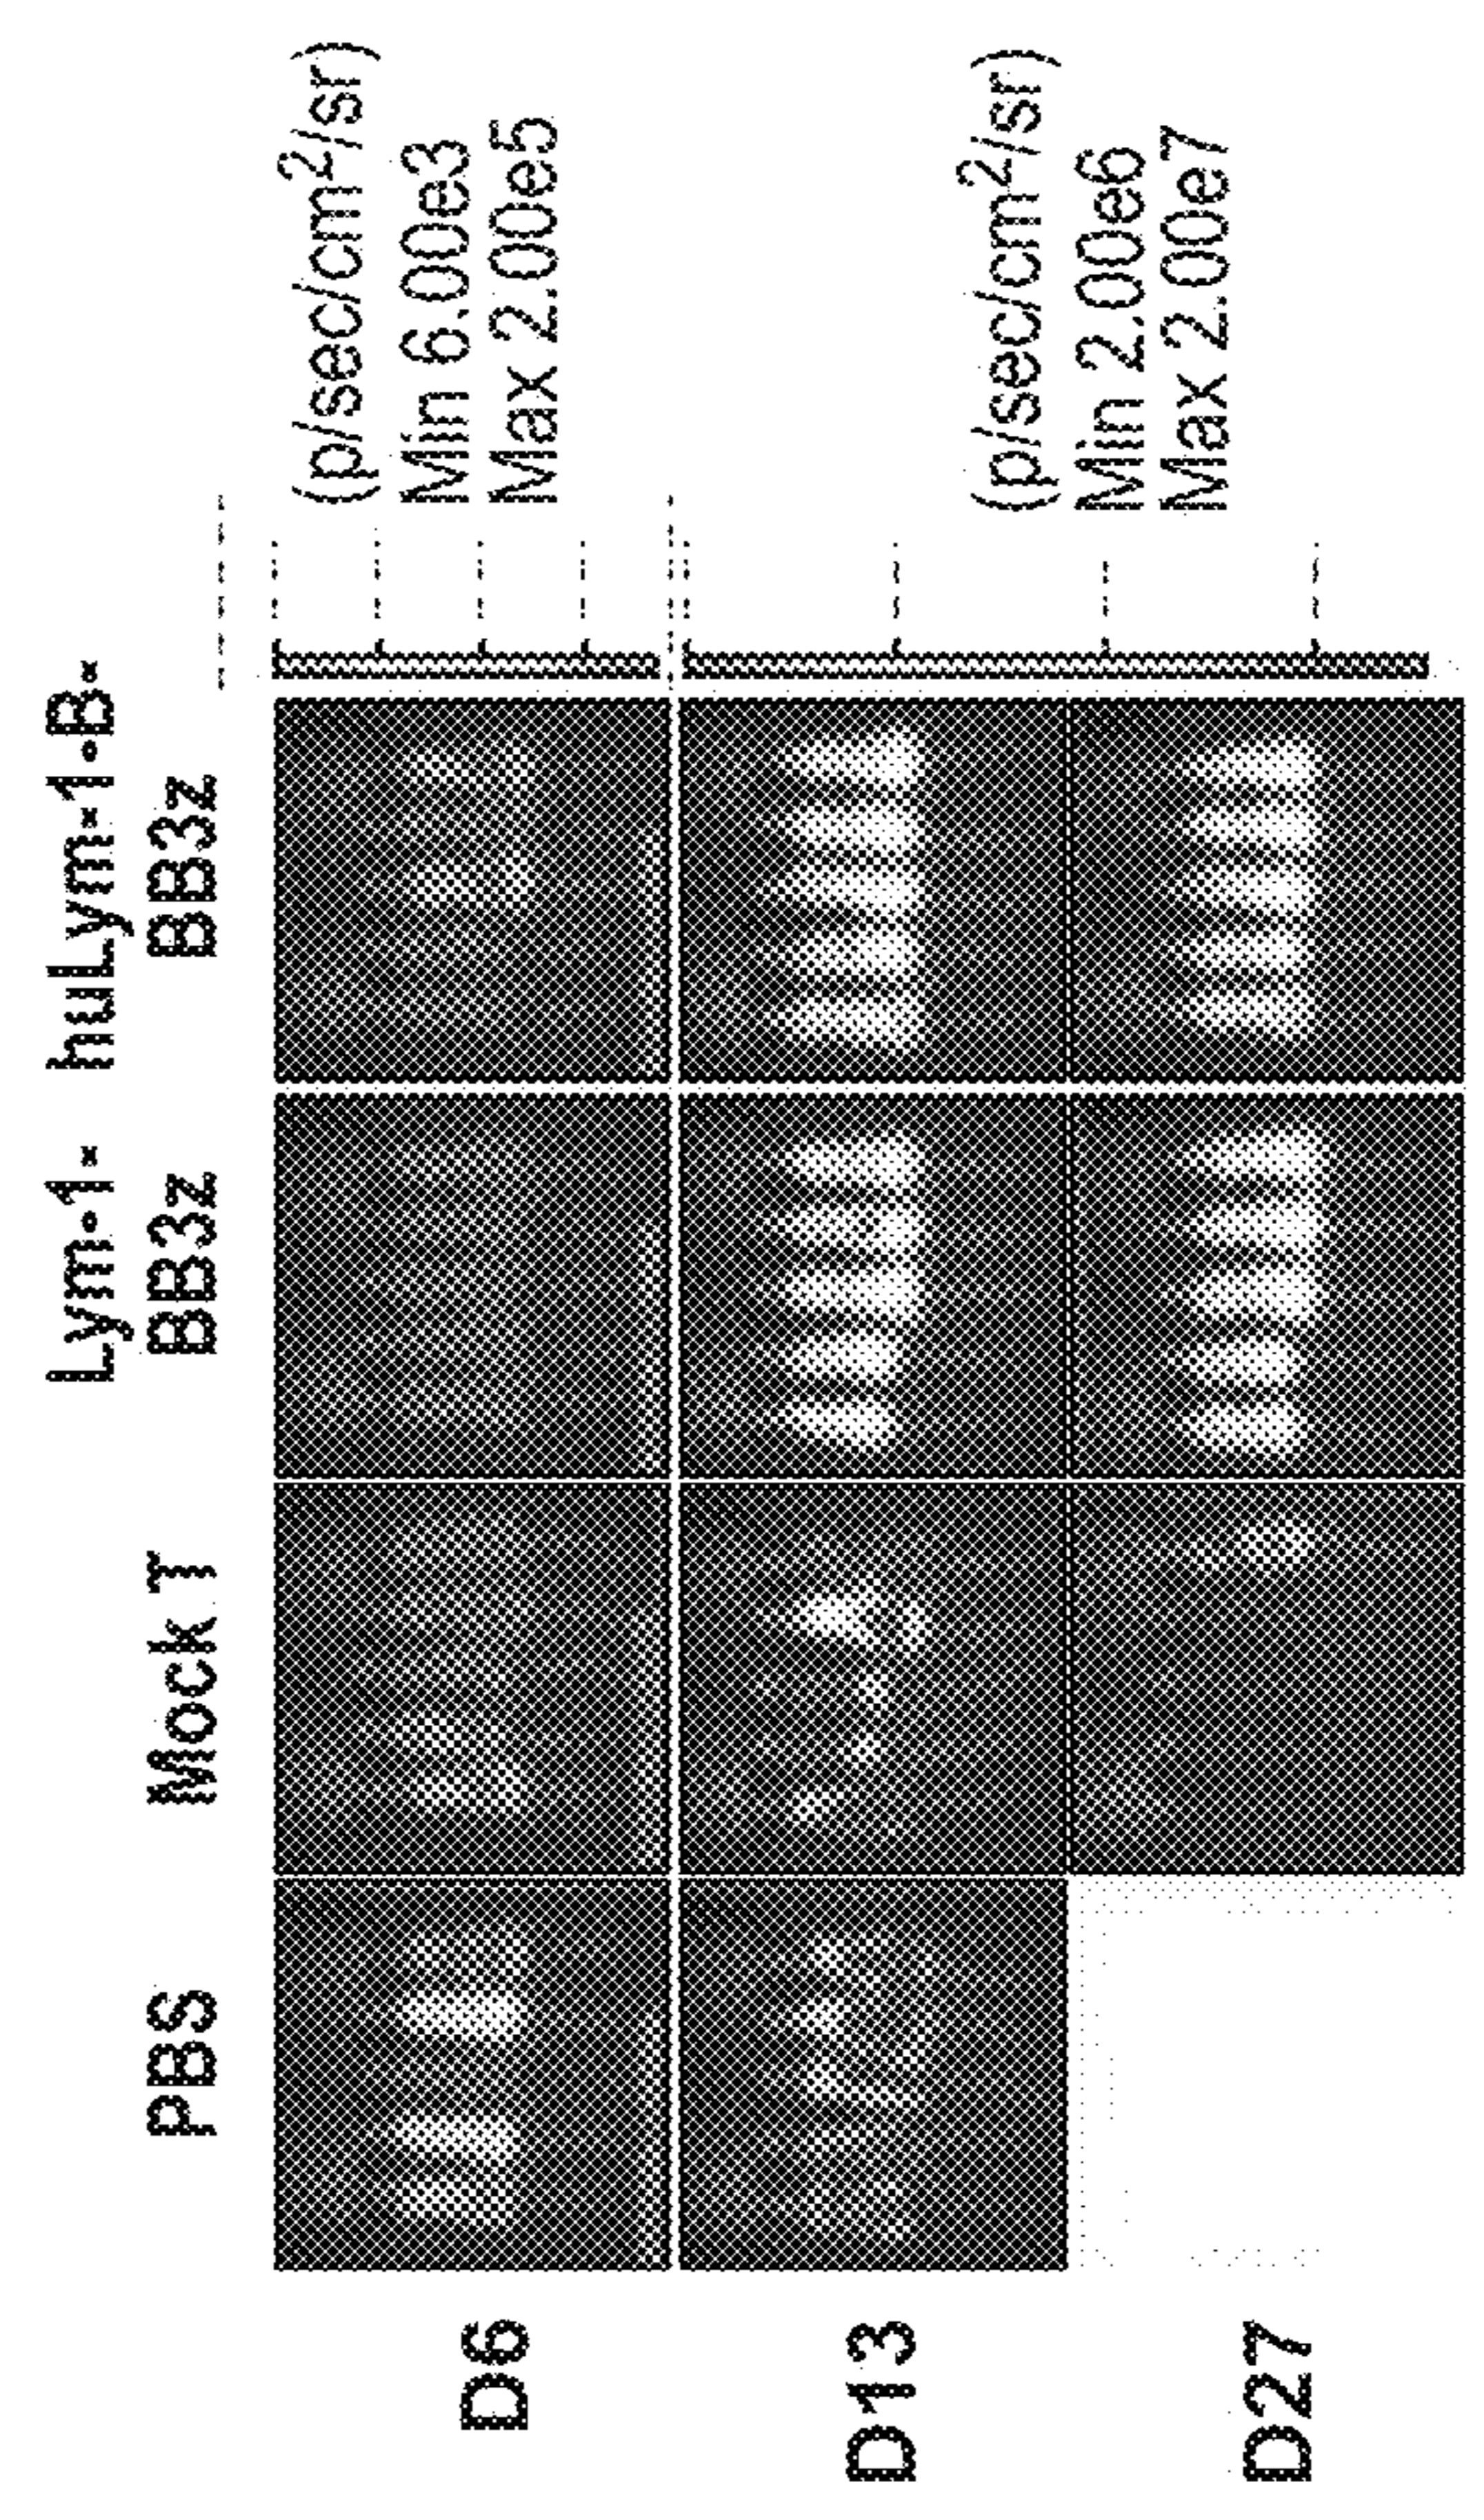 PBS
Mock T
Lym-1-
BB3z
huLym-1-B-
BB3z
D6
(p/sec/cm²/sr)
Min 6.00e3
Max 2.00e5
D13
(p/sec/cm²/sr)
Min 2.00e6
Max 2.00e7
D27